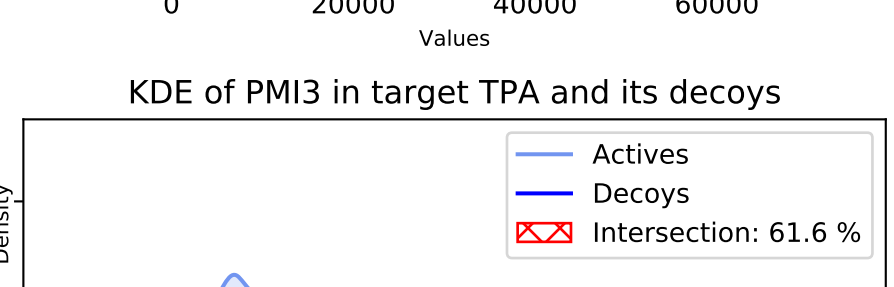 0 20000 40000 60000
Values
KDE of PMI3 in target TPA and its decoys
Density
Actives
Decoys
Intersection: 61.6 %